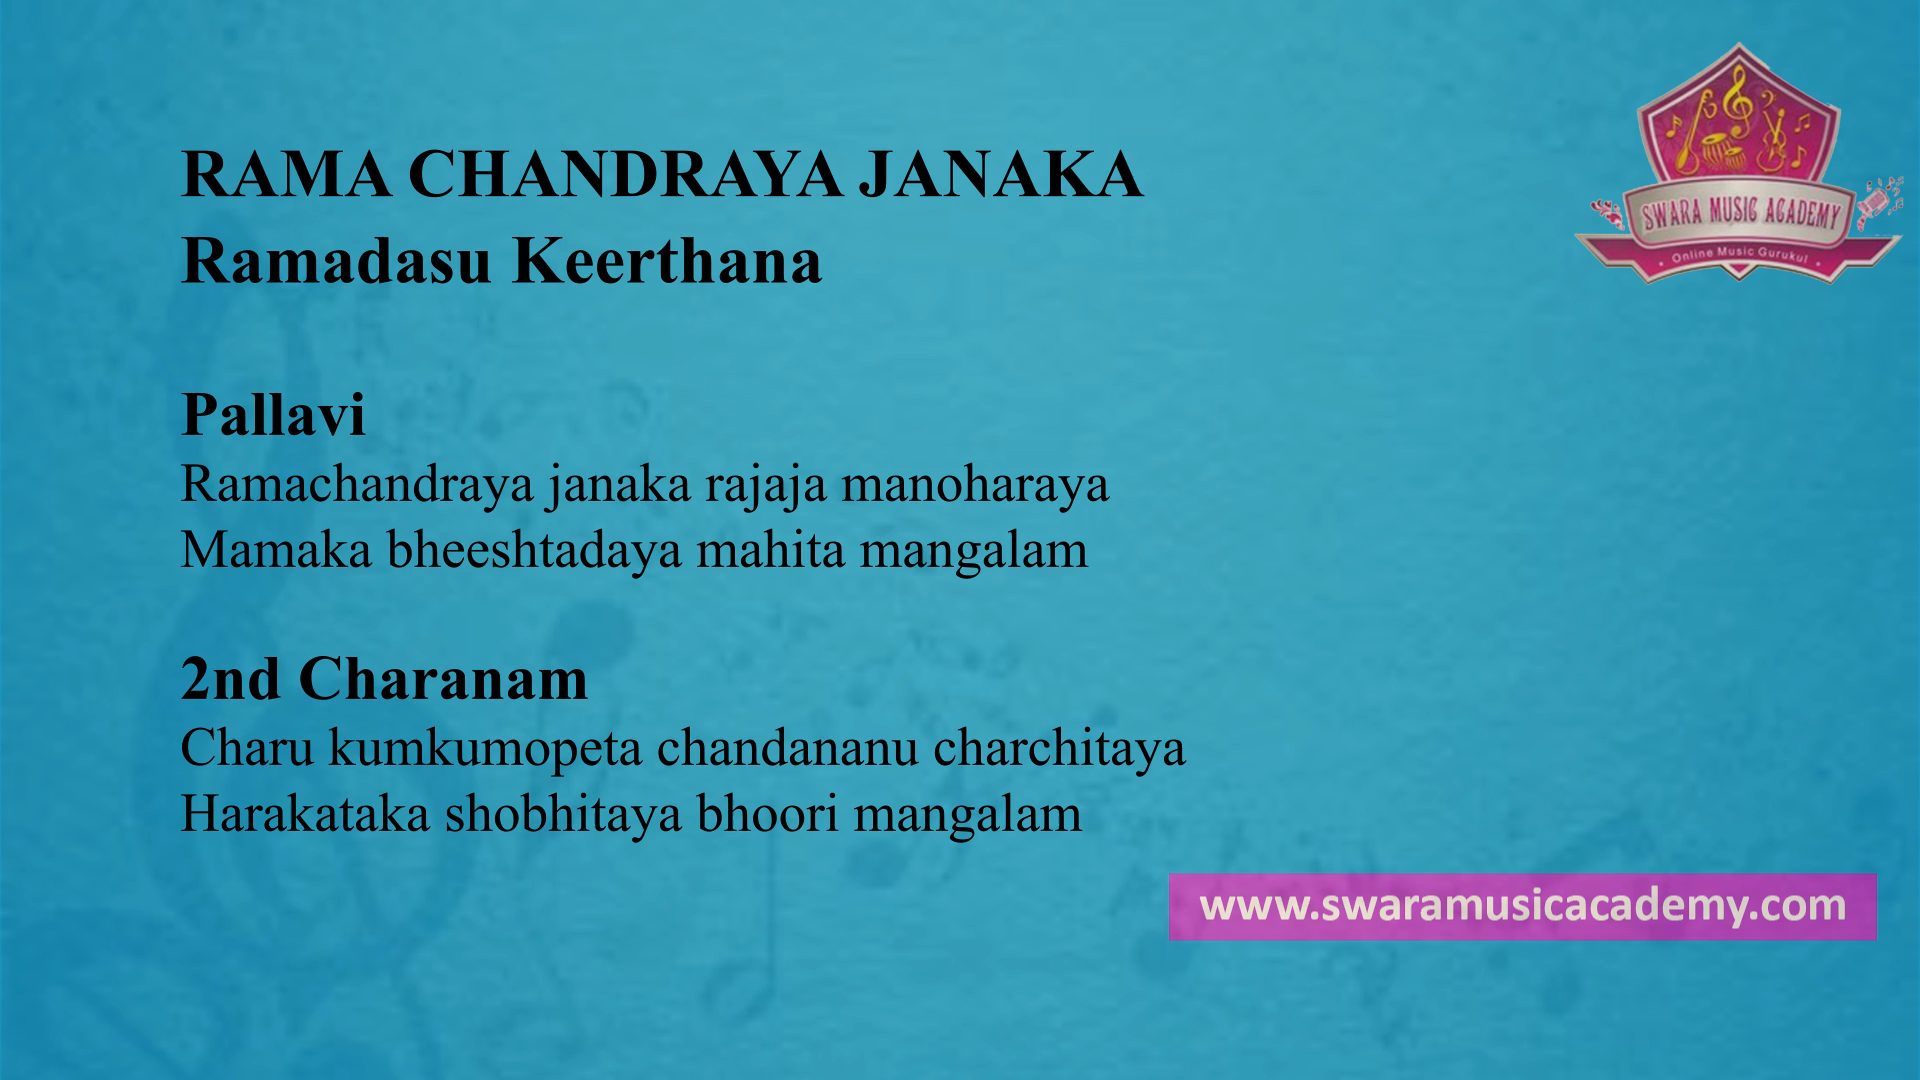 RAMA CHANDRAYA JANAKA
Ramadasu Keerthana
Pallavi
Ramachandraya janaka rajaja manoharaya
Mamaka bheeshtadaya mahita mangalam
2nd Charanam
Charu kumkumopeta chandananu charchitaya
Harakataka shobhitaya bhoori mangalam
SWARA MUSIC ACADEMY
Online Music Gurukul
www.swaramusicacademy.com